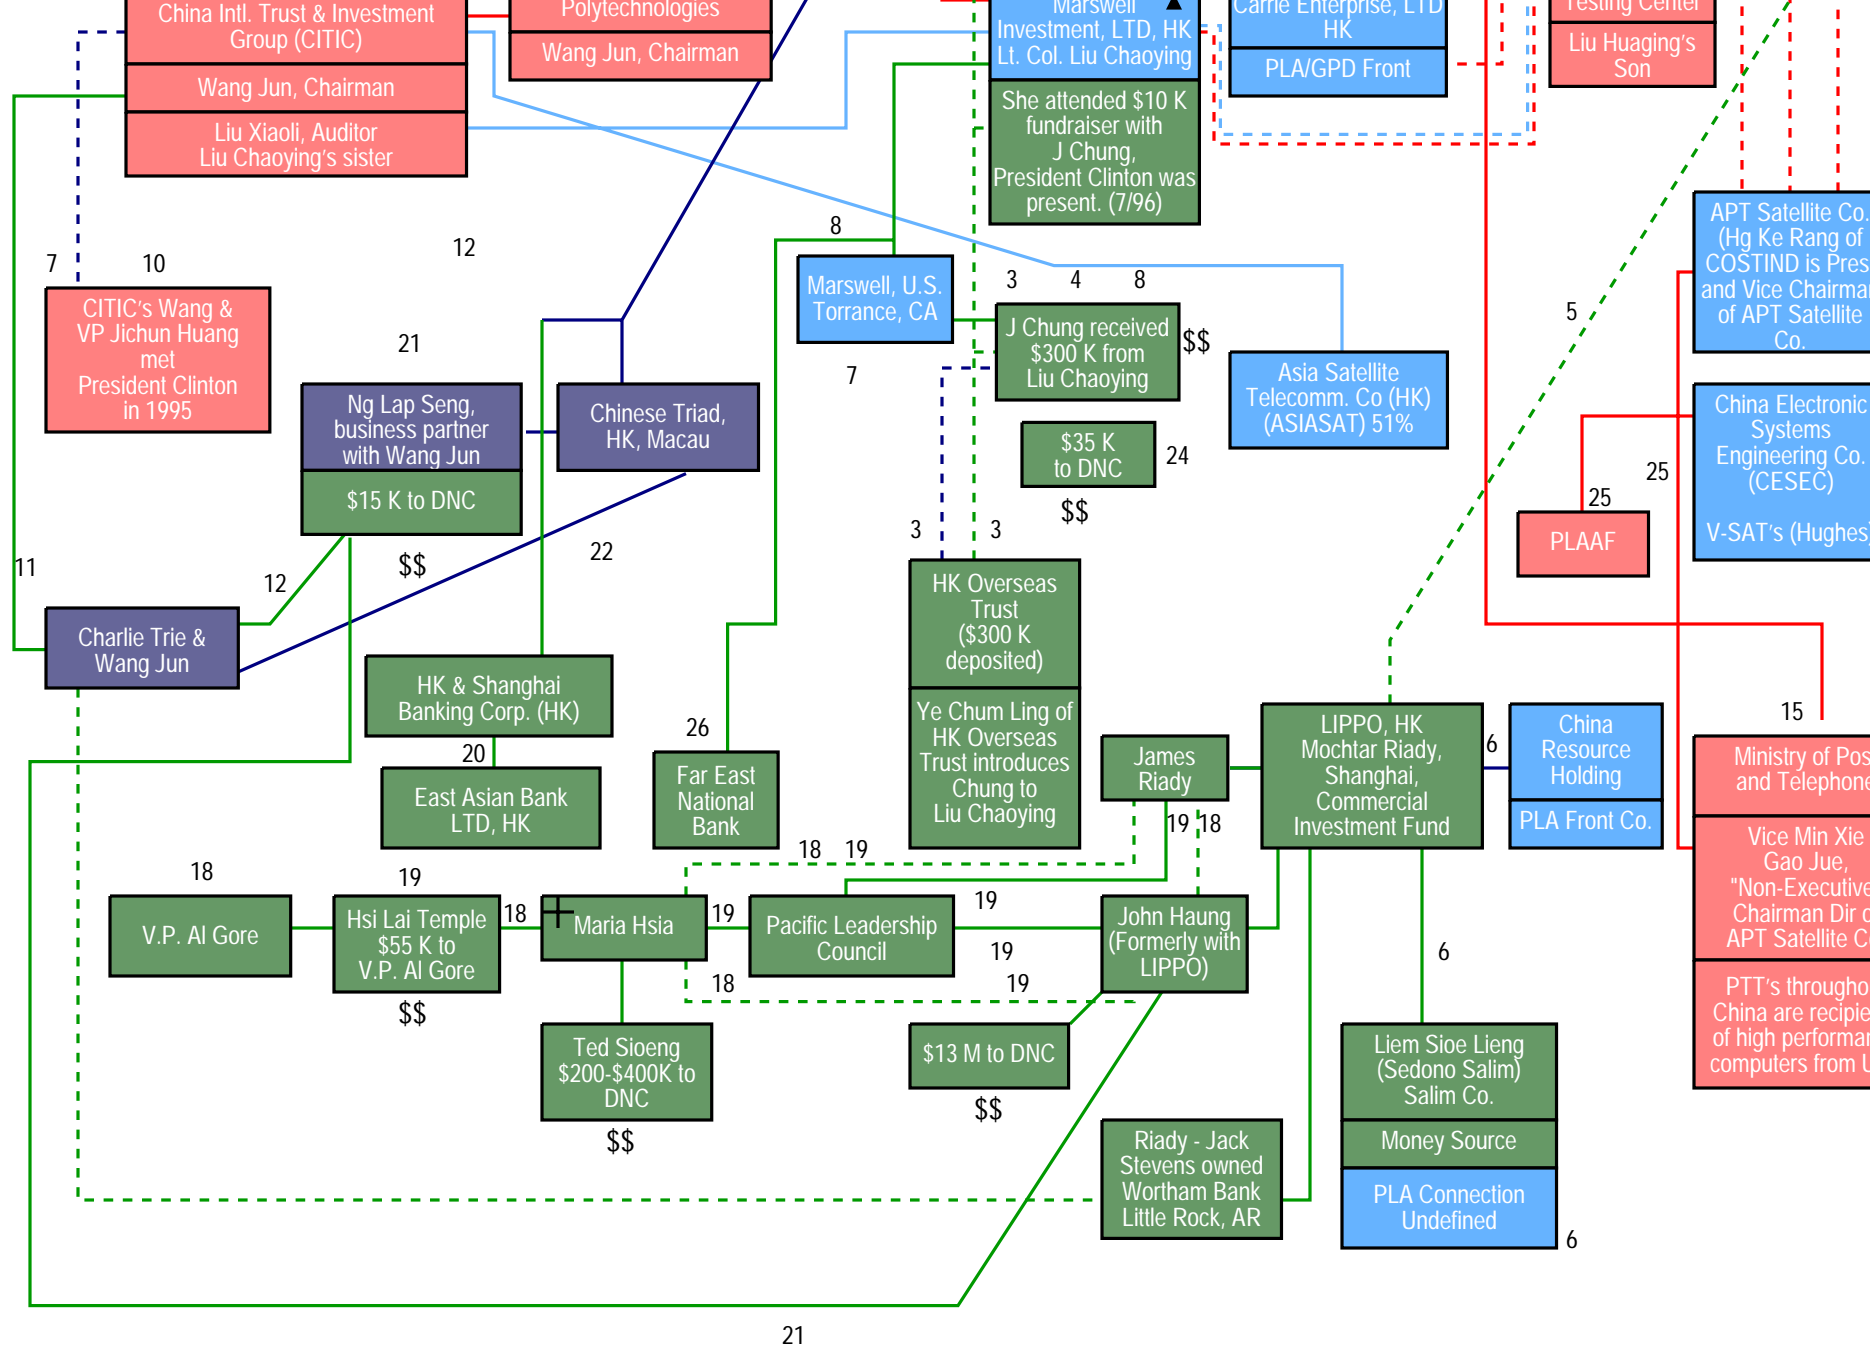 China Intl. Trust & Investment
Group (CITIC)
Wang Jun, Chairman
Liu Xiaoli, Auditor
Liu Chaoying's sister
Polytechnologies
Wang Jun, Chairman
Marswell
Investment, LTD, HK
Lt. Col. Liu Chaoying
She attended $10 K
fundraiser with
J Chung,
President Clinton was
present. (7/96)
Carrie Enterprise, LTD
HK
PLA/GPD Front
Testing Center
Liu Huaging's
Son
APT Satellite Co.
(Hg Ke Rang of
COSTIND is Pres
and Vice Chairman
of APT Satellite
Co.
7
10
12
CITIC's Wang &
VP Jichun Huang
met
President Clinton
in 1995
21
Ng Lap Seng,
business partner
with Wang Jun
$15 K to DNC
$$
Chinese Triad,
HK, Macau
8
Marswell, U.S.
Torrance, CA
7
3
4
8
J Chung received
$300 K from
Liu Chaoying
$$
$35 K
to DNC
24
$$
Asia Satellite
Telecomm. Co (HK)
(ASIASAT) 51%
5
China Electronic
Systems
Engineering Co.
(CESEC)
V-SAT's (Hughes)
25
25
PLAAF
11
12
22
3
3
Charlie Trie &
Wang Jun
HK & Shanghai
Banking Corp. (HK)
20
East Asian Bank
LTD, HK
26
Far East
National
Bank
HK Overseas
Trust
($300 K
deposited)
Ye Chum Ling of
HK Overseas
Trust introduces
Chung to
Liu Chaoying
James
Riady
LIPPO, HK
Mochtar Riady,
Shanghai,
Commercial
Investment Fund
6
China
Resource
Holding
PLA Front Co.
15
Ministry of Pos
and Telephone
Vice Min Xie
Gao Jue,
"Non-Executive
Chairman Dir o
APT Satellite C
PTT's througho
China are recipie
of high performan
computers from U
19
18
18
19
18
V.P. Al Gore
19
Hsi Lai Temple
$55 K to
V.P. Al Gore
$$
18
Maria Hsia
19
Pacific Leadership
Council
19
19
John Haung
(Formerly with
LIPPO)
18
19
6
Ted Sioeng
$200-$400K to
DNC
$$
$13 M to DNC
$$
Liem Sioe Lieng
(Sedono Salim)
Salim Co.
Money Source
PLA Connection
Undefined
6
Riady - Jack
Stevens owned
Wortham Bank
Little Rock, AR
21